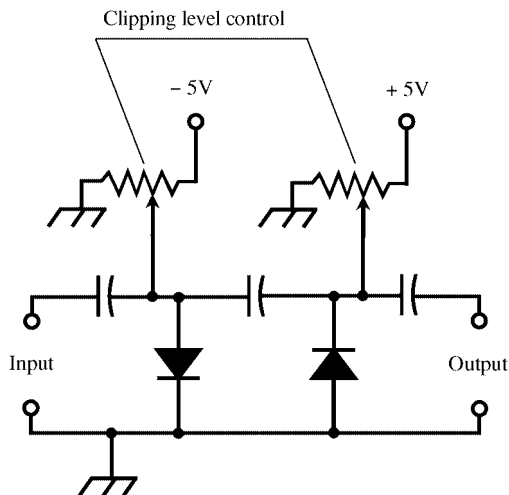 Clipping level control
– 5V
+ 5V
Input
Output